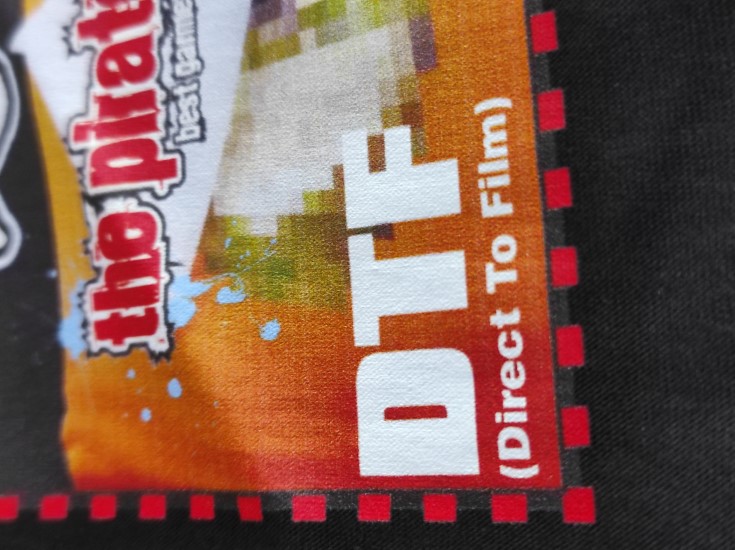 the pirat
best game
DTF
(Direct To Film)